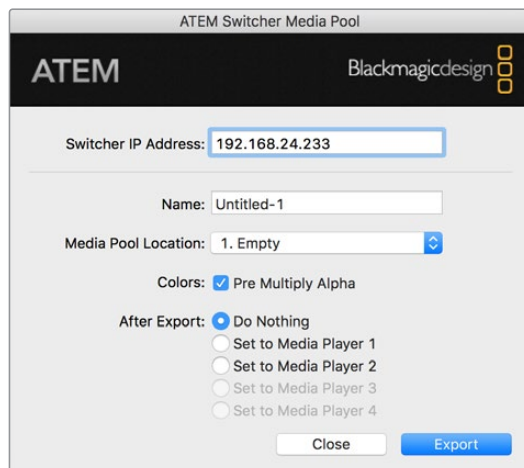 ATEM Switcher Media Pool
ATEM
Blackmagicdesign
Switcher IP Address: 192.168.24.233
Name: Untitled-1
Media Pool Location: 1. Empty
Colors: Pre Multiply Alpha
After Export: Do Nothing
Set to Media Player 1
Set to Media Player 2
Set to Media Player 3
Set to Media Player 4
Close Export